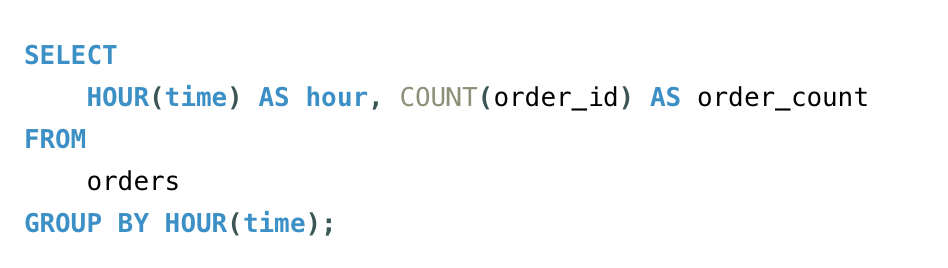 SELECT
    HOUR(time) AS hour, COUNT(order_id) AS order_count
FROM
    orders
GROUP BY HOUR(time);